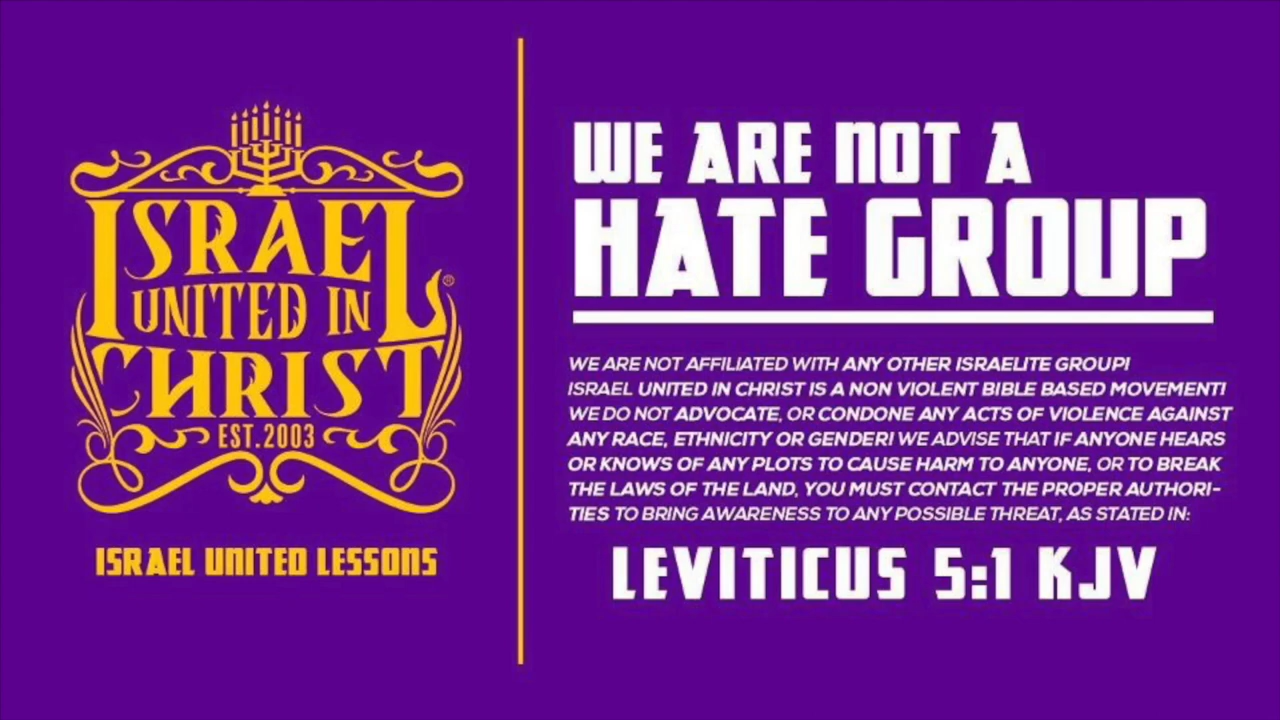 ISRAEL
UNITED IN
CHRIST
EST.2003
®
ISRAEL UNITED LESSONS
WE ARE NOT A
HATE GROUP
WE ARE NOT AFFILIATED WITH ANY OTHER ISRAELITE GROUP!
ISRAEL UNITED IN CHRIST IS A NON VIOLENT BIBLE BASED MOVEMENT!
WE DO NOT ADVOCATE, OR CONDONE ANY ACTS OF VIOLENCE AGAINST
ANY RACE, ETHNICITY OR GENDER! WE ADVISE THAT IF ANYONE HEARS
OR KNOWS OF ANY PLOTS TO CAUSE HARM TO ANYONE, OR TO BREAK
THE LAWS OF THE LAND, YOU MUST CONTACT THE PROPER AUTHORI-
TIES TO BRING AWARENESS TO ANY POSSIBLE THREAT, AS STATED IN:
LEVITICUS 5:1 KJV